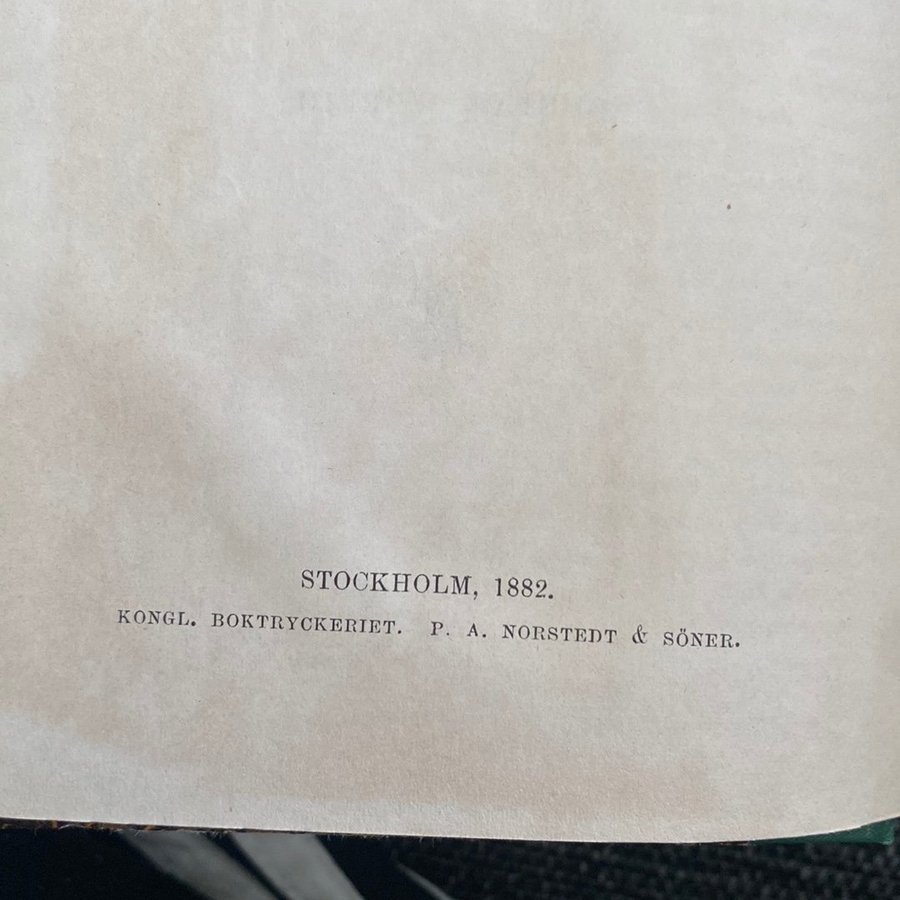 STOCKHOLM, 1882.
KONGL. BOKTRYCKERIET. P. A. NORSTEDT & SÖNER.